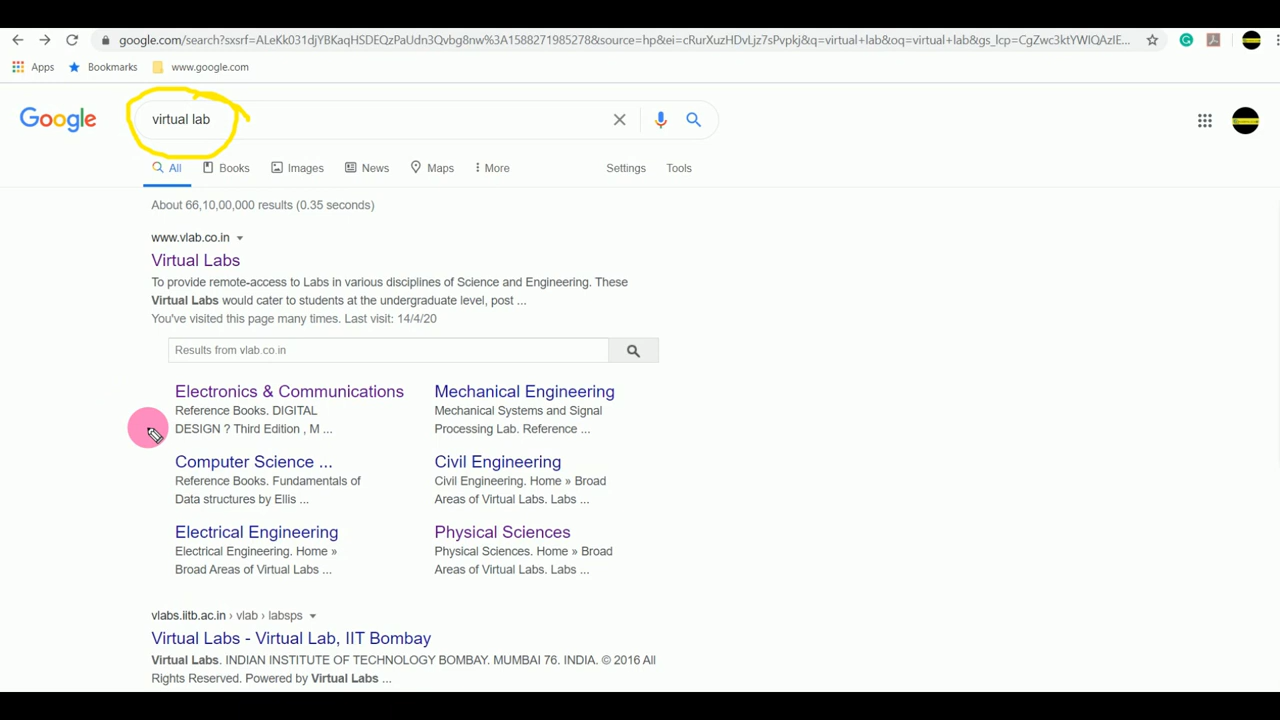 google.com/search?sxsrf=ALeKk031djYBKaqHSDEQzPaUdn3Qvbg8nw%3A1588271985278&source=hp&ei=cRurXuzHDvLjz7sPvpkj&q=virtual+lab&oq=virtual+lab&gs_lcp=CgZwc3ktYWIQAzIE...
Apps Bookmarks www.google.com
Google virtual lab
All Books Images News Maps More Settings Tools
About 66,10,00,000 results (0.35 seconds)
www.vlab.co.in
Virtual Labs
To provide remote-access to Labs in various disciplines of Science and Engineering. These
Virtual Labs would cater to students at the undergraduate level, post ...
You've visited this page many times. Last visit: 14/4/20
Results from vlab.co.in
Electronics & Communications
Reference Books. DIGITAL
DESIGN ? Third Edition , M ...
Mechanical Engineering
Mechanical Systems and Signal
Processing Lab. Reference ...
Computer Science ...
Reference Books. Fundamentals of
Data structures by Ellis ...
Civil Engineering
Civil Engineering. Home » Broad
Areas of Virtual Labs. Labs ...
Electrical Engineering
Electrical Engineering. Home »
Broad Areas of Virtual Labs ...
Physical Sciences
Physical Sciences. Home » Broad
Areas of Virtual Labs. Labs ...
vlabs.iitb.ac.in › vlab › labsps
Virtual Labs - Virtual Lab, IIT Bombay
Virtual Labs. INDIAN INSTITUTE OF TECHNOLOGY BOMBAY. MUMBAI 76. INDIA. © 2016 All
Rights Reserved. Powered by Virtual Labs ...